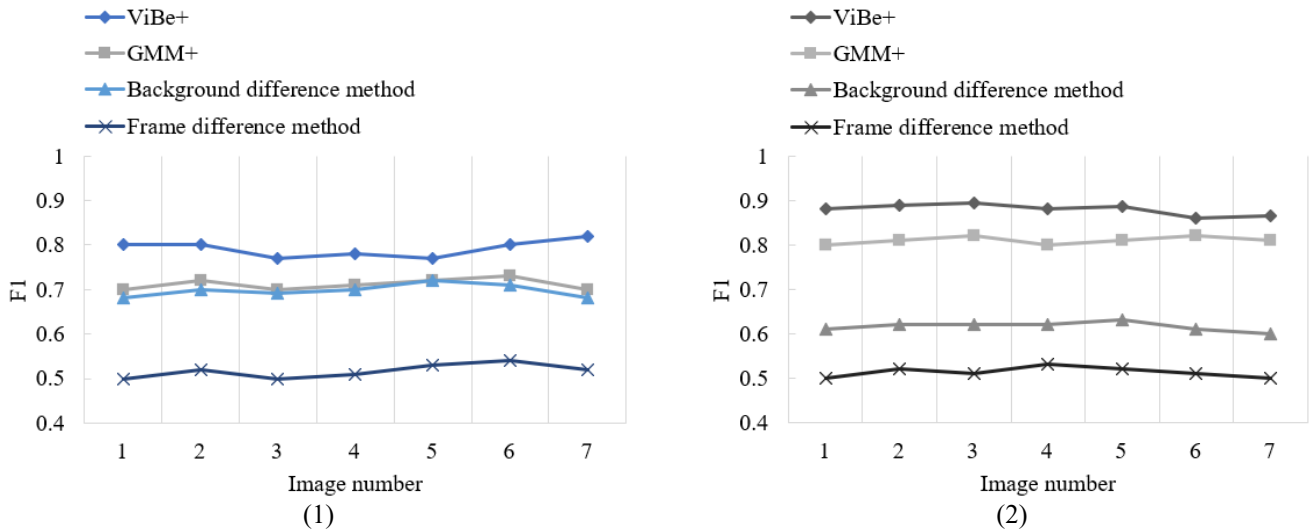 ViBe+
GMM+
Background difference method
Frame difference method
1
0.9
0.8
0.7
0.6
0.5
0.4
F1
1 2 3 4 5 6 7
Image number
(1)
ViBe+
GMM+
Background difference method
Frame difference method
1
0.9
0.8
0.7
0.6
0.5
0.4
F1
1 2 3 4 5 6 7
Image number
(2)